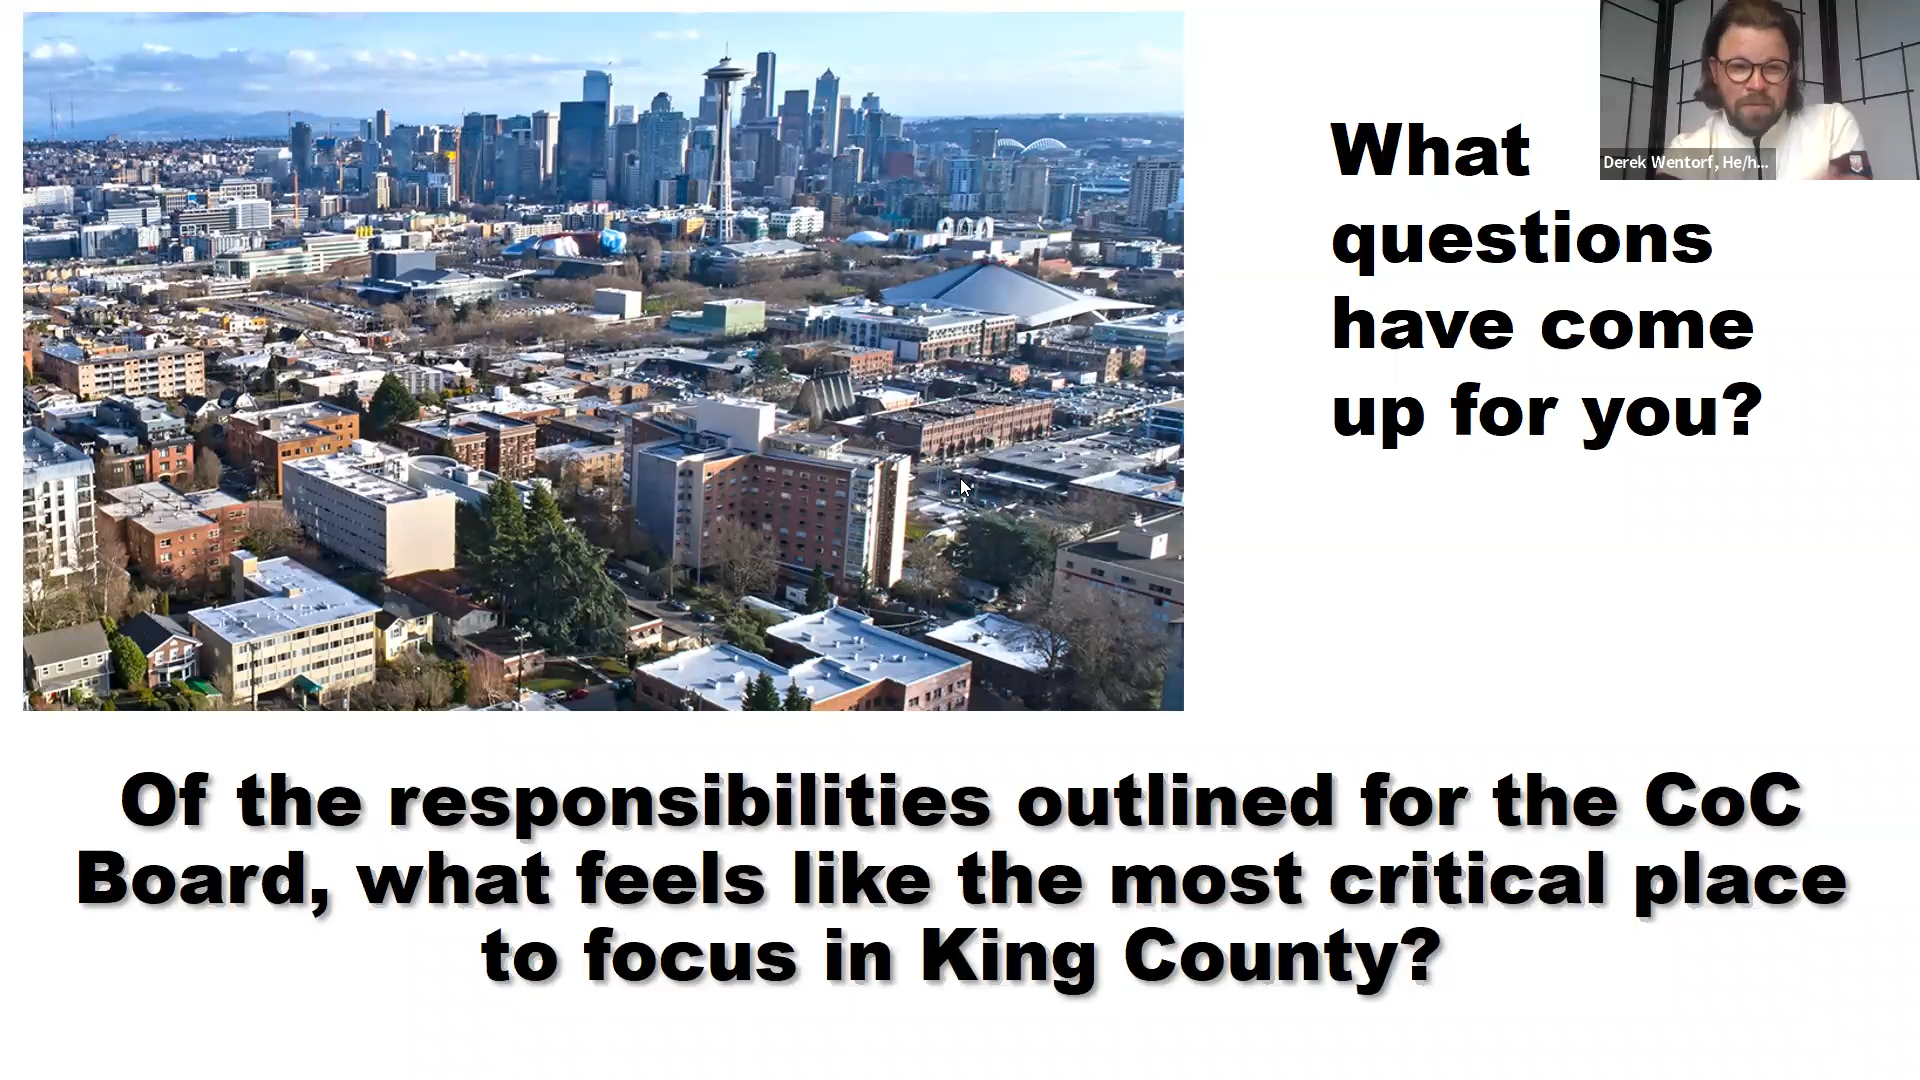 What
questions
have come
up for you?
Derek Wentorf, He/h...
Of the responsibilities outlined for the CoC
Board, what feels like the most critical place
to focus in King County?